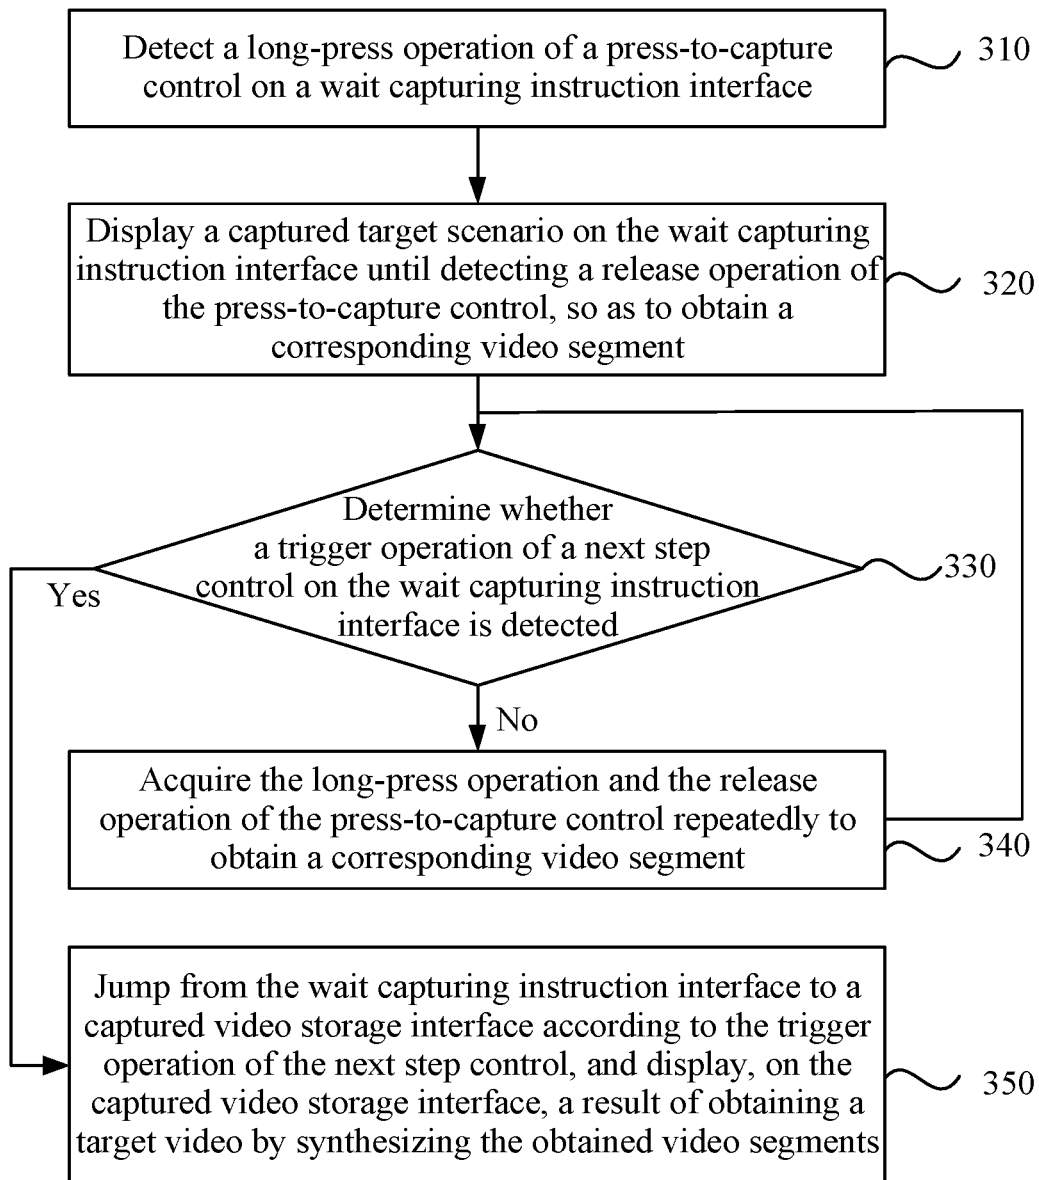 Detect a long-press operation of a press-to-capture
control on a wait capturing instruction interface
310
Display a captured target scenario on the wait capturing
instruction interface until detecting a release operation of
the press-to-capture control, so as to obtain a
corresponding video segment
320
Determine whether
a trigger operation of a next step
control on the wait capturing instruction
interface is detected
330
Yes
No
Acquire the long-press operation and the release
operation of the press-to-capture control repeatedly to
obtain a corresponding video segment
340
Jump from the wait capturing instruction interface to a
captured video storage interface according to the trigger
operation of the next step control, and display, on the
captured video storage interface, a result of obtaining a
target video by synthesizing the obtained video segments
350